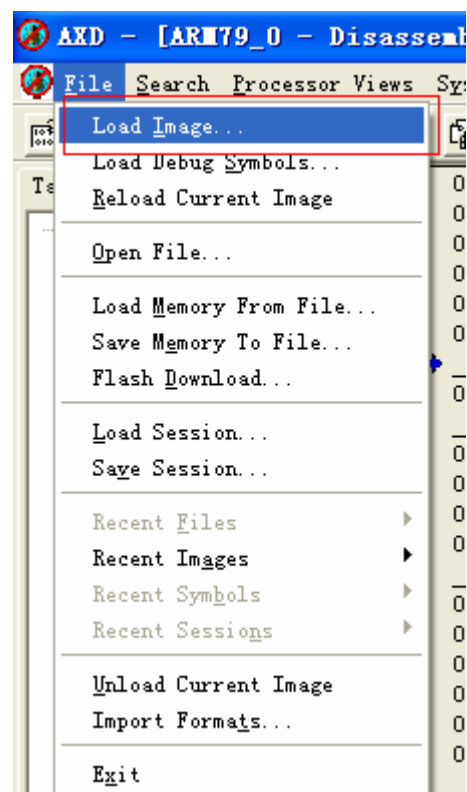 AXD - [ARM79_0 - Disassemb
File Search Processor Views Sys
Load Image...
Load Debug Symbols...
Reload Current Image
Open File...
Load Memory From File...
Save Memory To File...
Flash Download...
Load Session...
Save Session...
Recent Files
Recent Images
Recent Symbols
Recent Sessions
Unload Current Image
Import Formats...
Exit